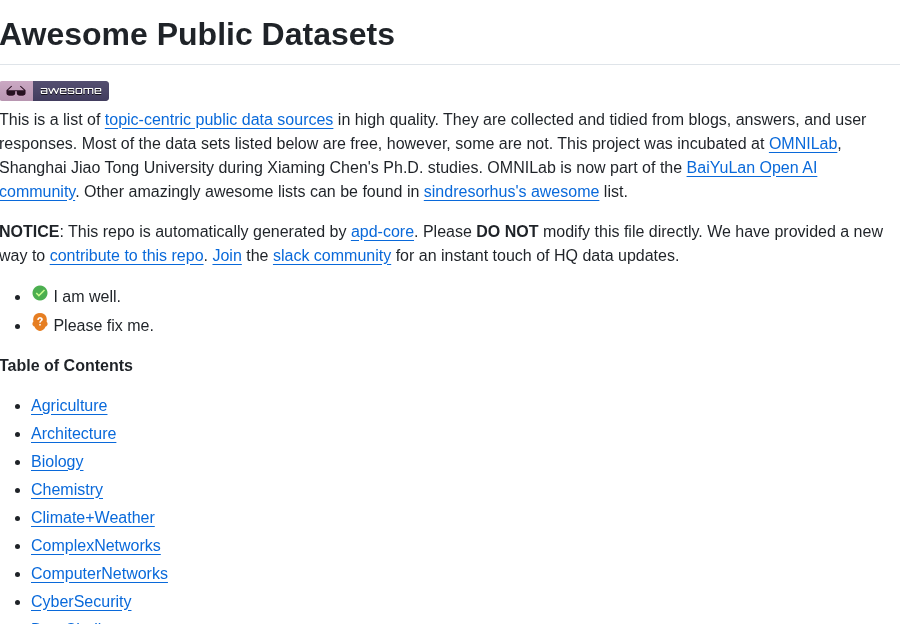 Awesome Public Datasets
awesome
This is a list of topic-centric public data sources in high quality. They are collected and tidied from blogs, answers, and user
responses. Most of the data sets listed below are free, however, some are not. This project was incubated at OMNILab,
Shanghai Jiao Tong University during Xiaming Chen's Ph.D. studies. OMNILab is now part of the BaiYuLan Open AI
community. Other amazingly awesome lists can be found in sindresorhus's awesome list.
NOTICE: This repo is automatically generated by apd-core. Please DO NOT modify this file directly. We have provided a new
way to contribute to this repo. Join the slack community for an instant touch of HQ data updates.
I am well.
Please fix me.
Table of Contents
Agriculture
Architecture
Biology
Chemistry
Climate+Weather
ComplexNetworks
ComputerNetworks
CyberSecurity